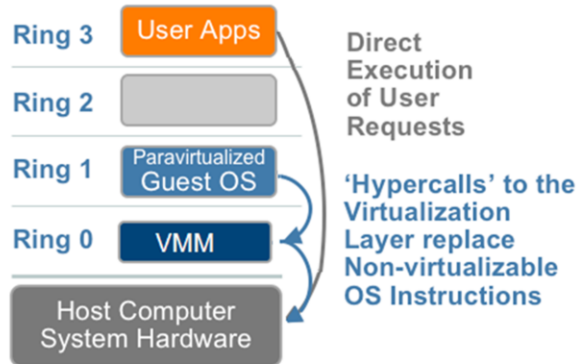 Ring 3
User Apps
Ring 2
Ring 1
Paravirtualized
Guest OS
Ring 0
VMM
Host Computer
System Hardware
Direct
Execution
of User
Requests
‘Hypercalls’ to the
Virtualization
Layer replace
Non-virtualizable
OS Instructions